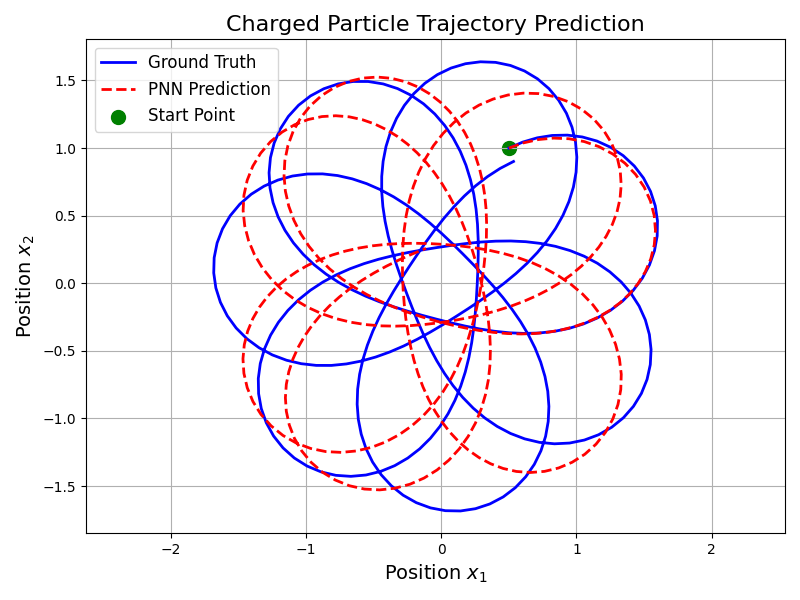 Charged Particle Trajectory Prediction
Ground Truth
PNN Prediction
Start Point
Position x₂
1.5
1.0
0.5
0.0
−0.5
−1.0
−1.5
−2
−1
0
1
2
Position x₁